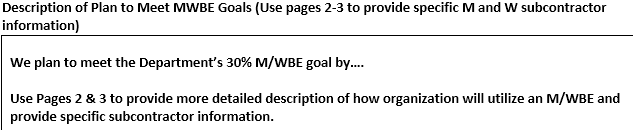 Description of Plan to Meet MWBE Goals (Use pages 2-3 to provide specific M and W subcontractor
information)
We plan to meet the Department's 30% M/WBE goal by....
Use Pages 2 & 3 to provide more detailed description of how organization will utilize an M/WBE and
provide specific subcontractor information.